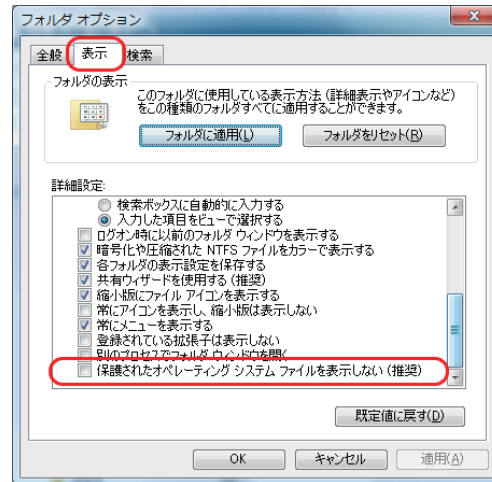 フォルダ オプション
全般 表示 検索
フォルダの表示
このフォルダに使用している表示方法 (詳細表示やアイコンなど)
をこの種類のフォルダすべてに適用することができます。
フォルダに適用(L) フォルダをリセット(R)
詳細設定:
検索ボックスに自動的に入力する
入力した項目をビューで選択する
ログオン時に以前のフォルダ ウィンドウを表示する
暗号化や圧縮された NTFS ファイルをカラーで表示する
各フォルダの表示設定を保存する
共有ウィザードを使用する (推奨)
縮小版にファイル アイコンを表示する
常にアイコンを表示し、縮小版は表示しない
常にメニューを表示する
登録されている拡張子は表示しない
別のプロセスでフォルダ ウィンドウを開く
保護されたオペレーティング システム ファイルを表示しない (推奨)
既定値に戻す(D)
OK キャンセル 適用(A)